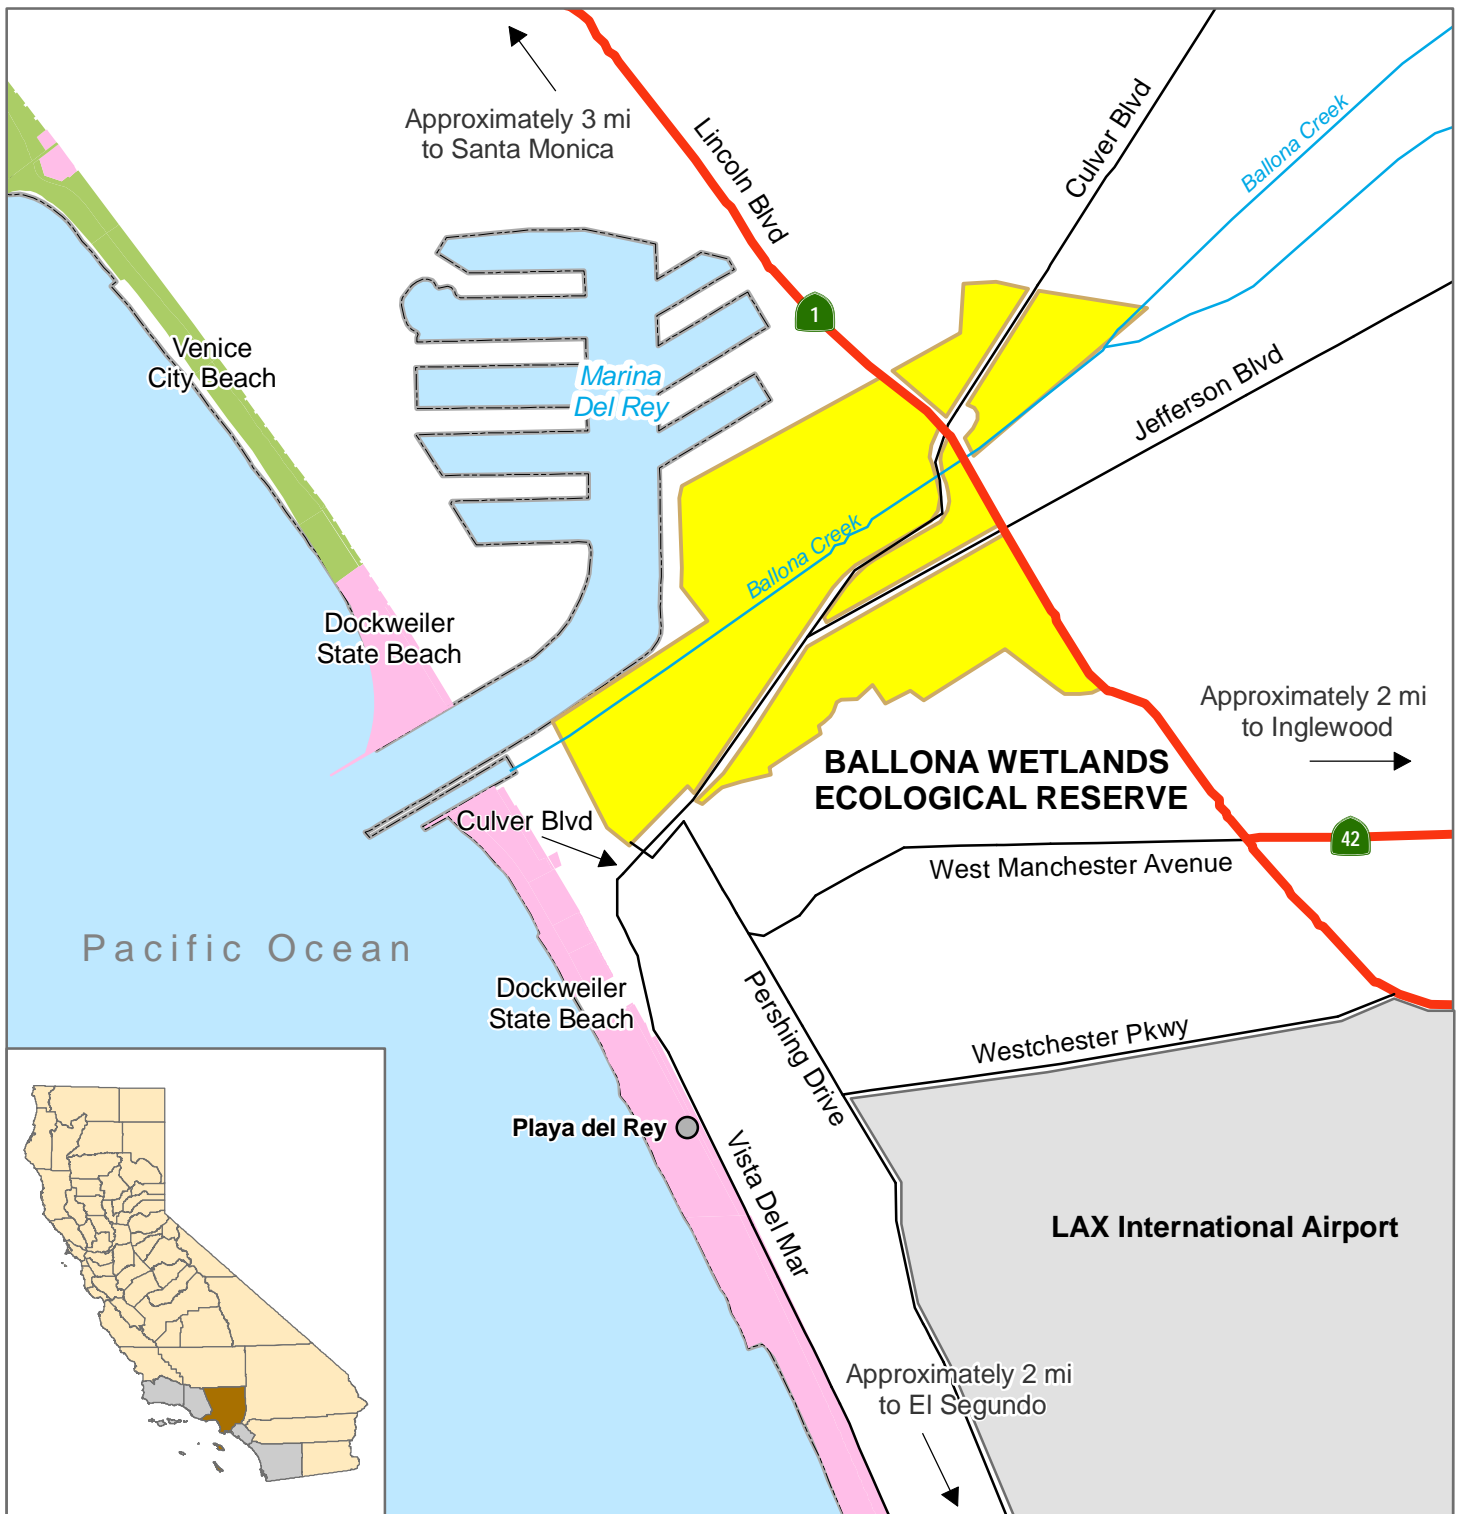 Approximately 3 mi
to Santa Monica
Lincoln Blvd
Culver Blvd
Ballona Creek
1
Venice
City Beach
Marina
Del Rey
Jefferson Blvd
Ballona Creek
Dockweiler
State Beach
Approximately 2 mi
to Inglewood
BALLONA WETLANDS
ECOLOGICAL RESERVE
Culver Blvd
42
West Manchester Avenue
Pacific Ocean
Dockweiler
State Beach
Pershing Drive
Westchester Pkwy
Playa del Rey
Vista Del Mar
LAX International Airport
Approximately 2 mi
to El Segundo